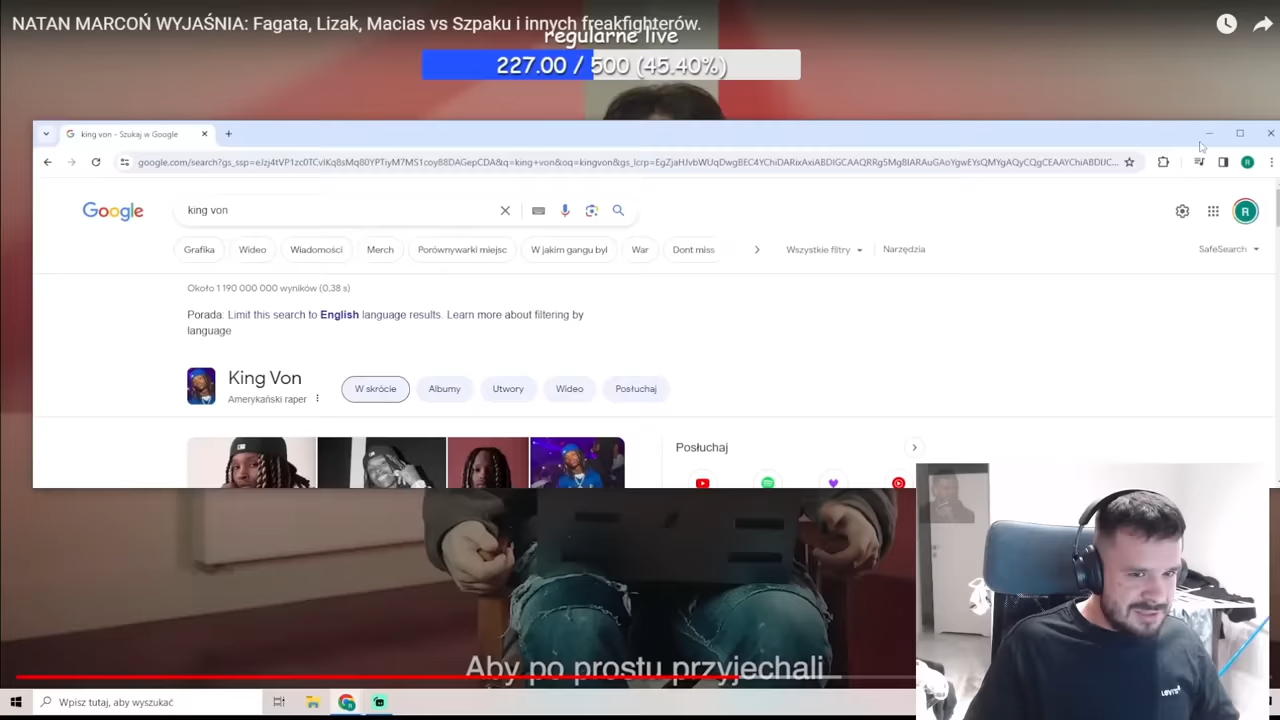 NATAN MARCOŃ WYJAŚNIA: Fagata, Lizak, Macias vs Szpaku i innych freakfighterów.
regularne live
227.00 / 500 (45.40%)
king von - Szukaj w Google
Google
king von
R
Grafika
Wideo
Wiadomości
Merch
Porównywarki miejsc
W jakim gangu był
War
Dont miss
Wszystkie filtry
Narzędzia
SafeSearch
Około 1 190 000 000 wyników (0,38 s)
Porada: Limit this search to English language results. Learn more about filtering by
language
King Von
Amerykański raper
W skrócie
Albumy
Utwory
Wideo
Posłuchaj
Posłuchaj
Aby po prostu przyjechali
LEVI'S
Wpisz tutaj, aby wyszukać